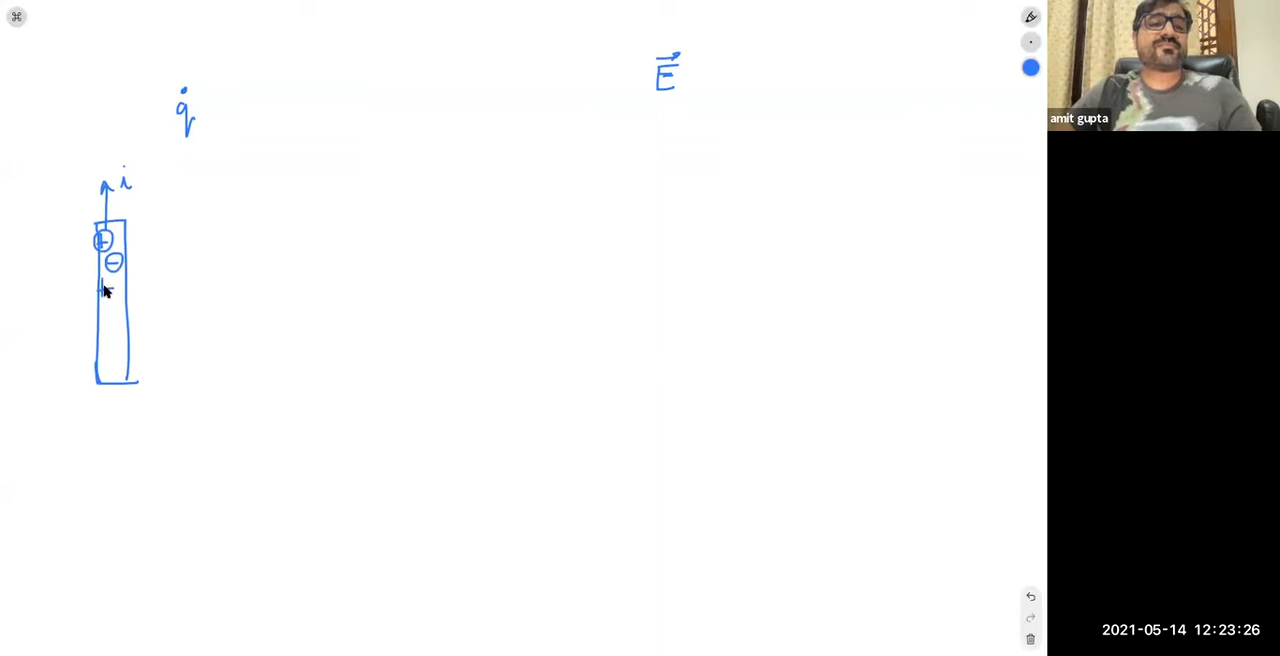 ⌘
E⃗
q
amit gupta
i
+
−
+
2021-05-14 12:23:26